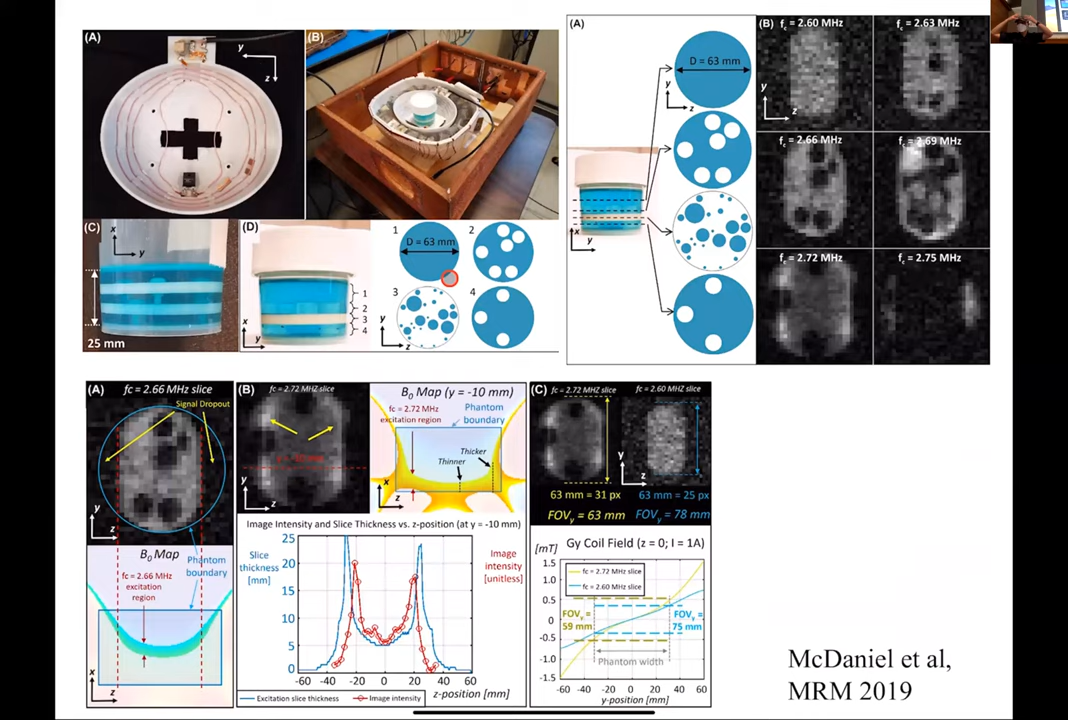 (A)
y
z
(B)
(C)
x
y
25 mm
(D)
1
2
3
4
x
y
1
D = 63 mm
2
3
4
y
z
(A)
D = 63 mm
y
z
x
y
(B)
fc = 2.60 MHz
fc = 2.63 MHz
y
z
fc = 2.66 MHz
fc = 2.69 MHz
fc = 2.72 MHz
fc = 2.75 MHz
(A)
fc = 2.66 MHz slice
Signal Dropout
y
z
B0 Map
Phantom
boundary
fc = 2.66 MHz
excitation
region
x
z
(B)
fc = 2.72 MHZ slice
y
z
B0 Map (y = -10 mm)
fc = 2.72 MHz
excitation region
Phantom
boundary
Thicker
Thinner
x
z
Image Intensity and Slice Thickness vs. z-position (at y = -10 mm)
Slice
thickness
[mm]
Image
intensity
[unitless]
25
20
15
10
5
0
-60 -40 -20 0 20 40 60
z-position [mm]
Excitation slice thickness
Image intensity
(C)
fc = 2.72 MHZ slice
fc = 2.60 MHz slice
y
z
63 mm = 31 px
63 mm = 25 px
FOVy = 63 mm
FOVy = 78 mm
[mT]
Gy Coil Field (z = 0; I = 1A)
1.5
1.0
0.5
0
-0.5
-1.0
-1.5
fc = 2.72 MHz slice
fc = 2.60 MHz slice
FOVy =
59 mm
FOVy =
75 mm
Phantom width
-60 -40 -20 0 20 40 60
y-position [mm]
McDaniel et al,
MRM 2019